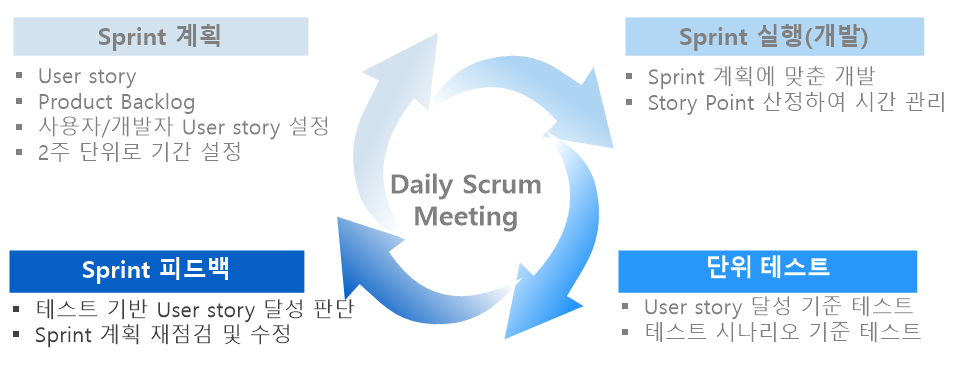 Sprint 계획
▪ User story
▪ Product Backlog
▪ 사용자/개발자 User story 설정
▪ 2주 단위로 기간 설정
Sprint 실행(개발)
▪ Sprint 계획에 맞춘 개발
▪ Story Point 산정하여 시간 관리
Daily Scrum
Meeting
Sprint 피드백
▪ 테스트 기반 User story 달성 판단
▪ Sprint 계획 재점검 및 수정
단위 테스트
▪ User story 달성 기준 테스트
▪ 테스트 시나리오 기준 테스트